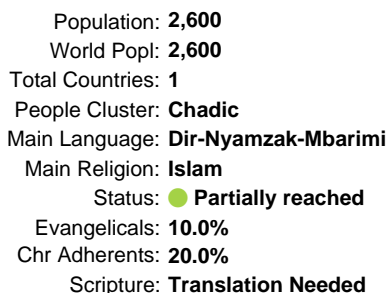 Population: 2,600
World Popl: 2,600
Total Countries: 1
People Cluster: Chadic
Main Language: Dir-Nyamzak-Mbarimi
Main Religion: Islam
Status: Partially reached
Evangelicals: 10.0%
Chr Adherents: 20.0%
Scripture: Translation Needed